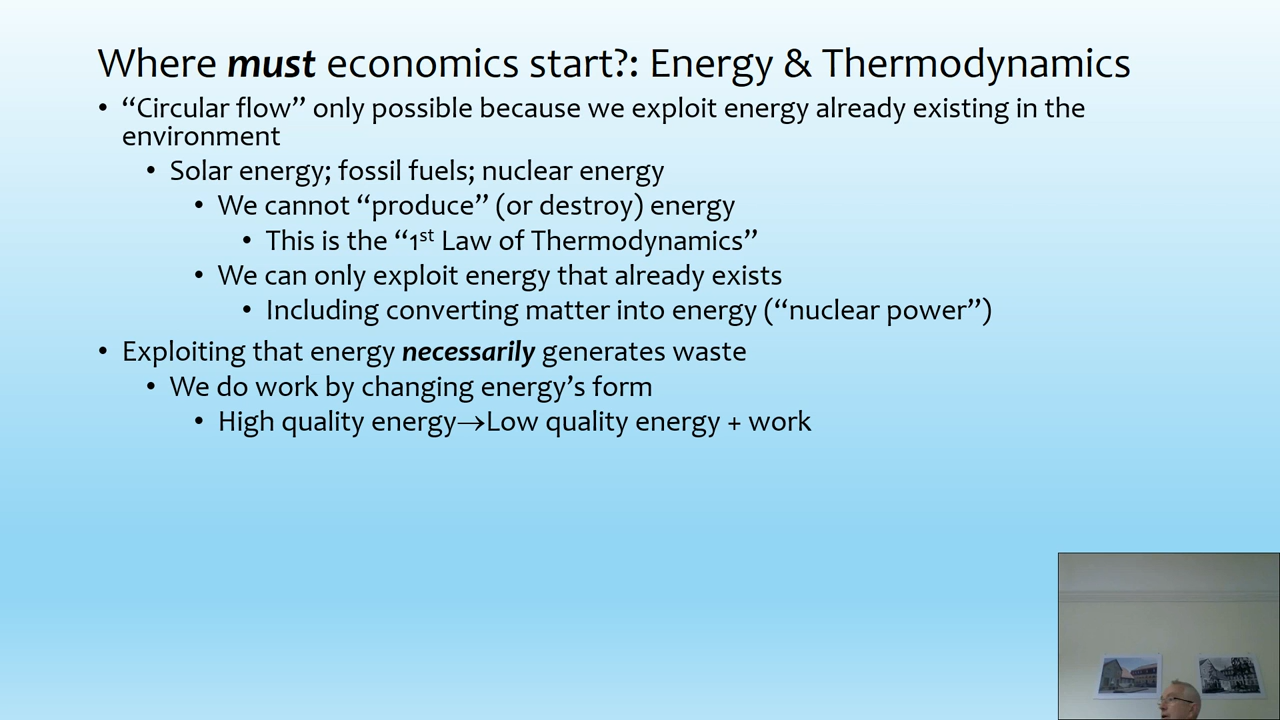 Where must economics start?: Energy & Thermodynamics
• “Circular flow” only possible because we exploit energy already existing in the
environment
• Solar energy; fossil fuels; nuclear energy
• We cannot “produce” (or destroy) energy
• This is the “1st Law of Thermodynamics”
• We can only exploit energy that already exists
• Including converting matter into energy (“nuclear power”)
• Exploiting that energy necessarily generates waste
• We do work by changing energy’s form
• High quality energy→Low quality energy + work